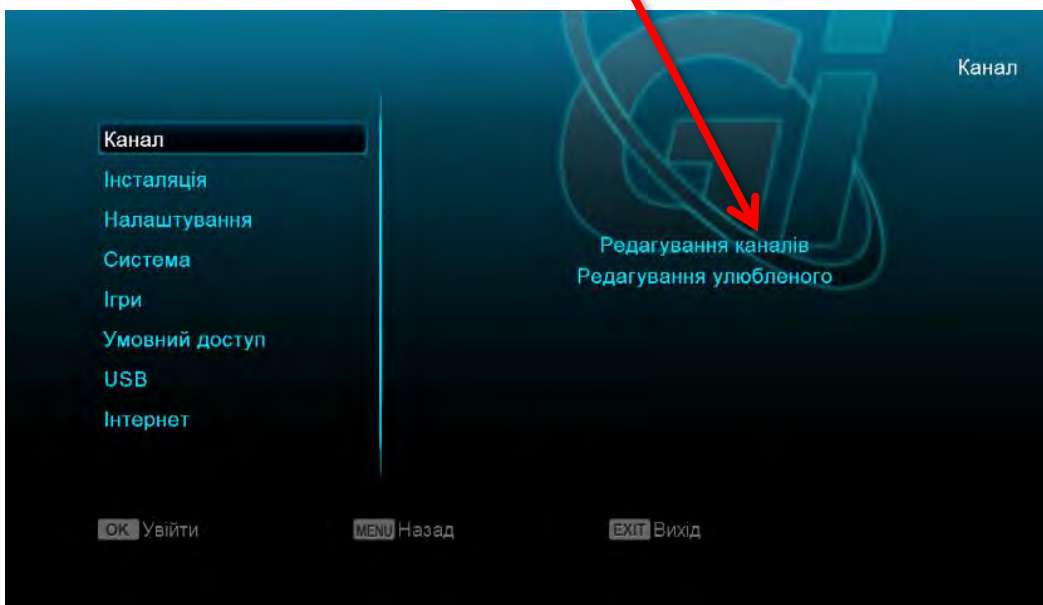 Канал
Канал
Інсталяція
Налаштування
Система
Ігри
Умовний доступ
USB
Інтернет
Редагування каналів
Редагування улюбленого
OK Увійти
MENU Назад
EXIT Вихід